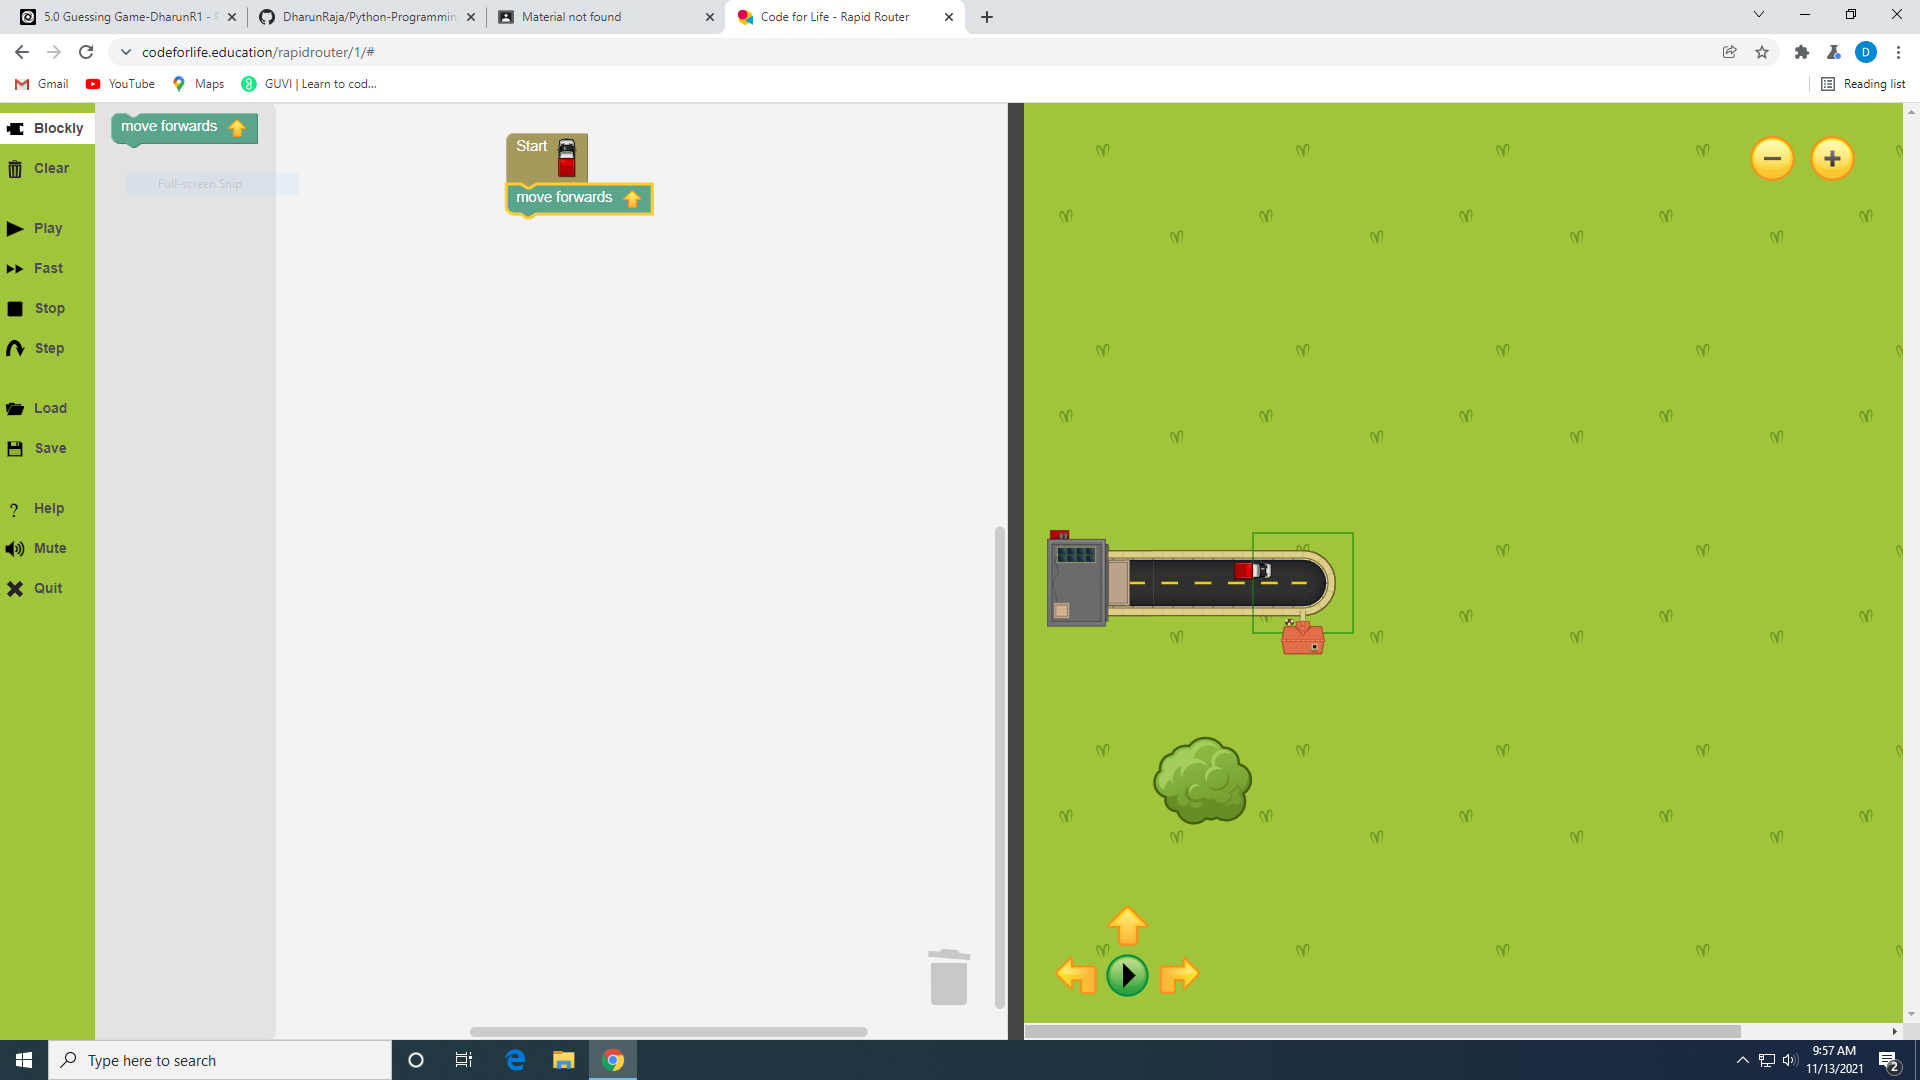 5.0 Guessing Game-DharunR1 -
DharunRaja/Python-Programmin
Material not found
Code for Life - Rapid Router
codeforlife.education/rapidrouter/1/#
D
Gmail
YouTube
Maps
GUVI | Learn to cod...
Reading list
Blockly
Clear
Play
Fast
Stop
Step
Load
Save
Help
Mute
Quit
move forwards
Full-screen Snip
Start
move forwards
Type here to search
9:57 AM
11/13/2021
2